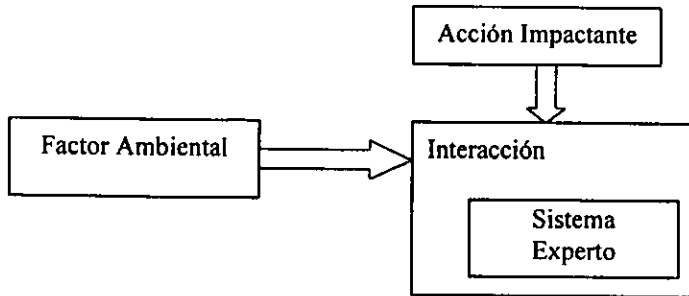 Acción Impactante
Factor Ambiental
Interacción
Sistema
Experto